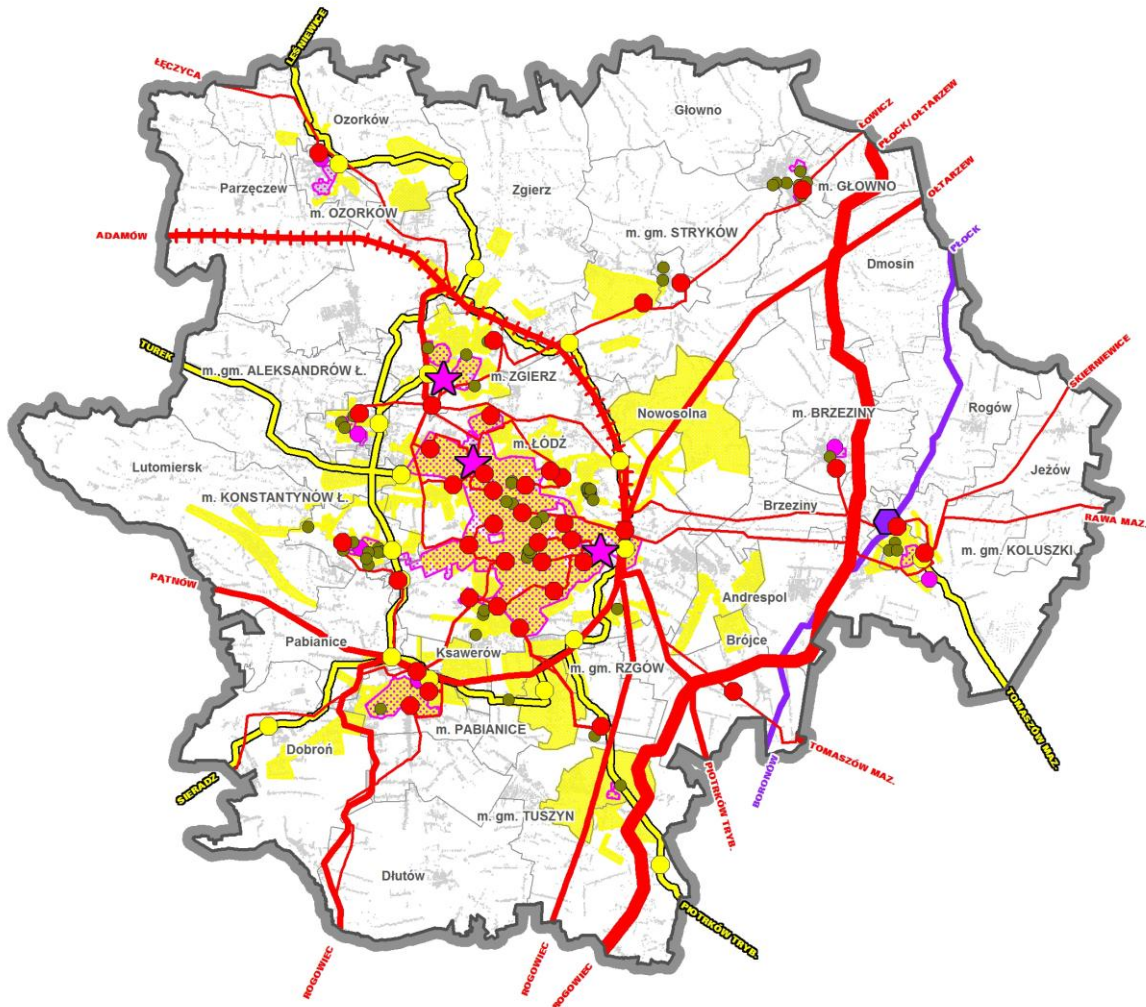 LEŚNIEWICE
ŁĘCZYCA
Ozorków
Głowno
ŁOWICZ
PŁOCK/OŁTARZEW
OŁTARZEW
Parzęczew
Zgierz
m. GŁOWNO
m. OZORKÓW
m. gm. STRYKÓW
ADAMÓW
PŁOCK
Dmosin
TUREK
m. gm. ALEKSANDRÓW Ł.
m. ZGIERZ
SKIERNIEWICE
Nowosolna
m. BRZEZINY
Rogów
m. ŁÓDŹ
Lutomiersk
Jeżów
m. KONSTANTYNÓW Ł.
Brzeziny
RAWA MAZ.
m. gm. KOLUSZKI
PĄTNÓW
Andrespol
Pabianice
Brójce
Ksawerów
m. gm. RZGÓW
m. PABIANICE
Dobroń
SIERADZ
TOMASZÓW MAZ.
TOMASZÓW MAZ.
BORONÓW
PIOTRKÓW TRYB.
m. gm. TUSZYN
Dłutów
PIOTRKÓW TRYB.
ROGOWIEC
ROGOWIEC
ROGOWIEC